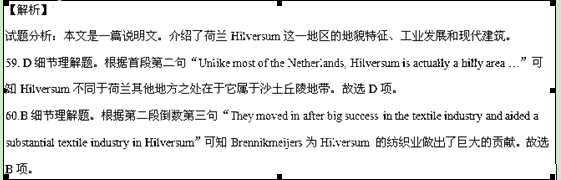 【解析】
试题分析：本文是一篇说明文。介绍了荷兰 Hilversum 这一地区的地貌特征、工业发展和现代建筑。
59. D 细节理解题。根据首段第二句“Unlike most of the Netherlands, Hilversum is actually a hilly area …”可
知 Hilversum 不同于荷兰其他地方之处在于它属于沙土丘陵地带。故选 D 项。
60.B 细节理解题。根据第二段倒数第三句“They moved in after big success in the textile industry and aided a
substantial textile industry in Hilversum”可知 Brennikmeijers 为 Hilversum 的纺织业做出了巨大的贡献。故选
B 项。